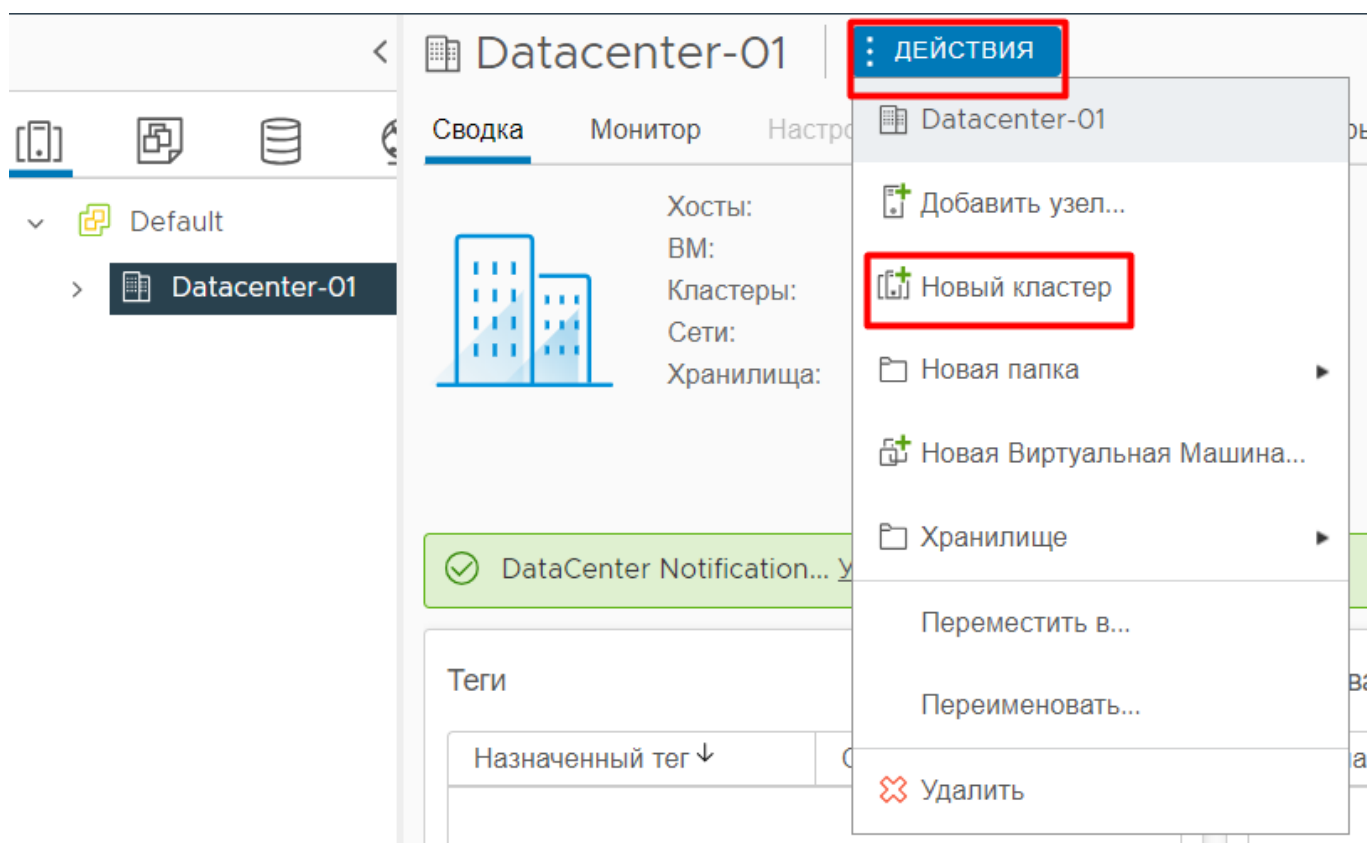 Datacenter-01
ДЕЙСТВИЯ
Сводка Монитор
Default
Datacenter-01
Хосты:
ВМ:
Кластеры:
Сети:
Хранилища:
Datacenter-01
Добавить узел...
Новый кластер
Новая папка
Новая Виртуальная Машина...
Хранилище
Переместить в...
Переименовать...
Удалить
DataCenter Notification...
Теги
Назначенный тег